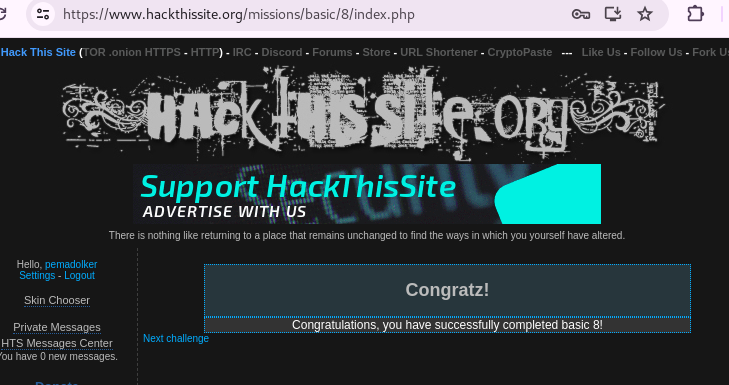 https://www.hackthissite.org/missions/basic/8/index.php
Hack This Site (TOR .onion HTTPS - HTTP) - IRC - Discord - Forums - Store - URL Shortener - CryptoPaste --- Like Us - Follow Us - Fork
HACk tHIS SitE.org
Support HackThisSite
ADVERTISE WITH US
There is nothing like returning to a place that remains unchanged to find the ways in which you yourself have altered.
Hello, pemadolker
Settings - Logout
Skin Chooser
Private Messages
HTS Messages Center
You have 0 new messages.
Donate
Congratz!
Congratulations, you have successfully completed basic 8!
Next challenge